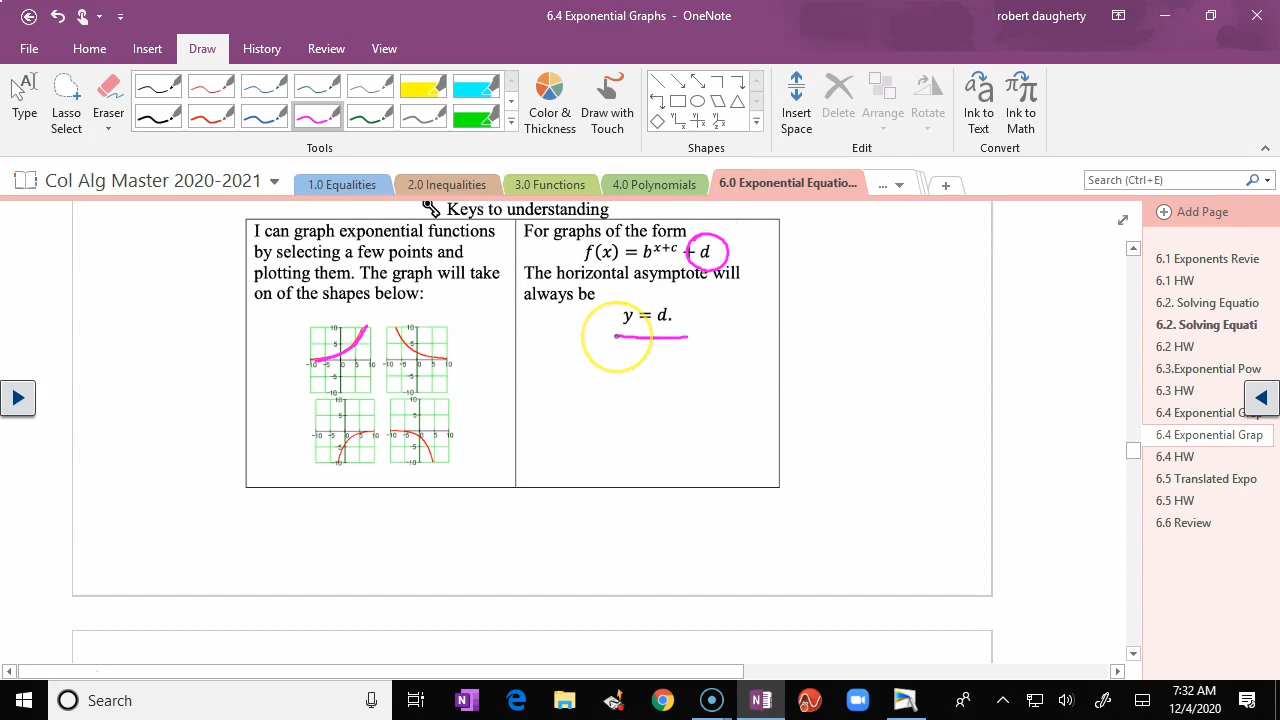 6.4 Exponential Graphs - OneNote
robert daugherty
File Home Insert Draw History Review View
Type
Lasso Select
Eraser
Color & Thickness
Draw with Touch
Insert Space
Delete
Arrange
Rotate
Ink to Text
Ink to Math
Tools
Shapes
Edit
Convert
Col Alg Master 2020-2021
1.0 Equalities
2.0 Inequalities
3.0 Functions
4.0 Polynomials
6.0 Exponential Equatio...
...
Search (Ctrl+E)
Keys to understanding
I can graph exponential functions
by selecting a few points and
plotting them. The graph will take
on of the shapes below:
For graphs of the form
f(x) = b^{x+c} + d
The horizontal asymptote will
always be
y = d.
Add Page
6.1 Exponents Revie
6.1 HW
6.2. Solving Equatio
6.2. Solving Equati
6.2 HW
6.3.Exponential Pow
6.3 HW
6.4 Exponential Grap
6.4 Exponential Grap
6.4 HW
6.5 Translated Expo
6.5 HW
6.6 Review
Search
7:32 AM
12/4/2020